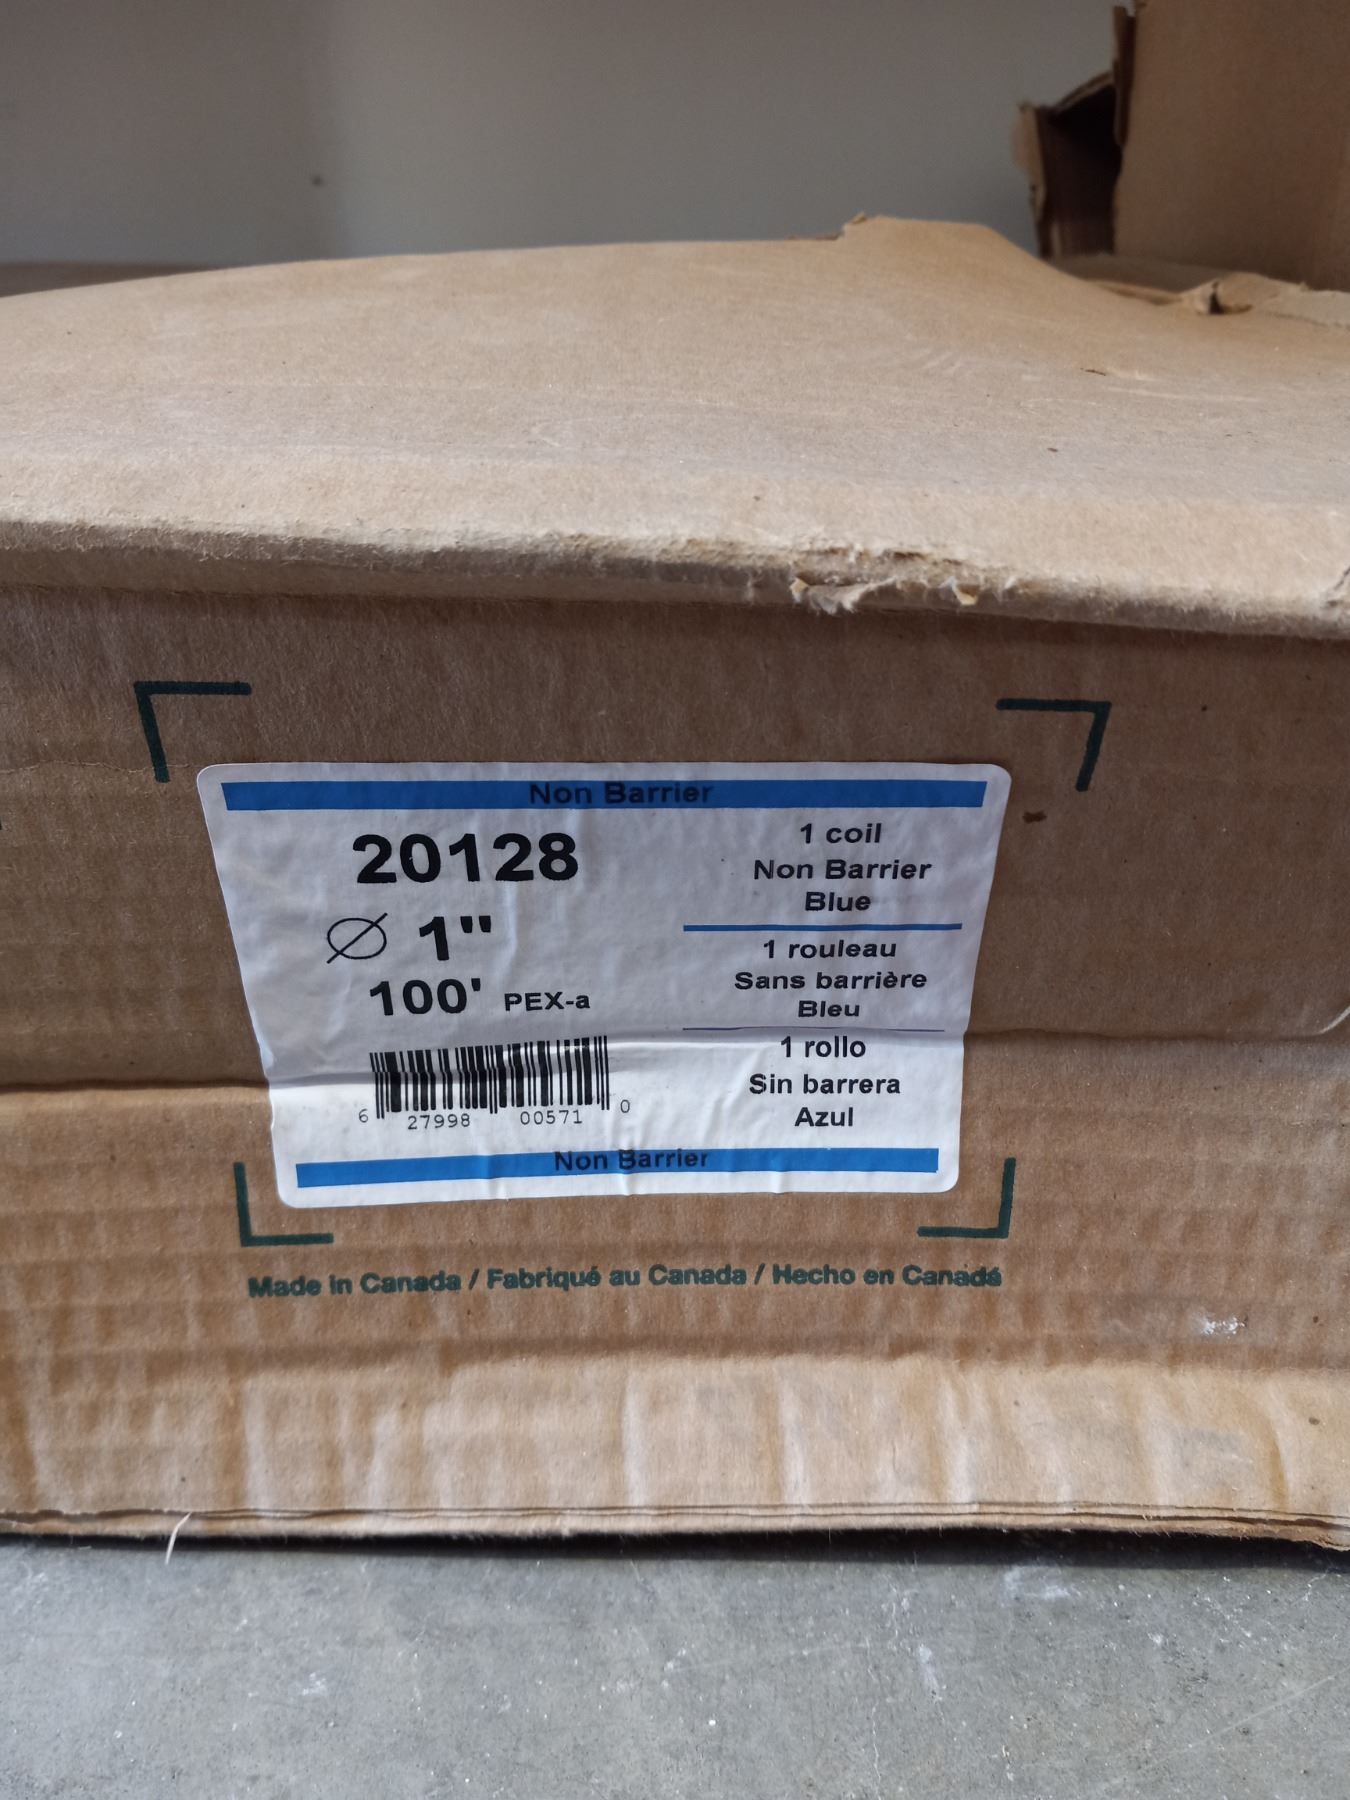 Non Barrier
20128
Ø 1"
100' PEX-a
6 27998 00571 0
1 coil
Non Barrier
Blue
1 rouleau
Sans barrière
Bleu
1 rollo
Sin barrera
Azul
Non Barrier
Made in Canada / Fabriqué au Canada / Hecho en Canadá